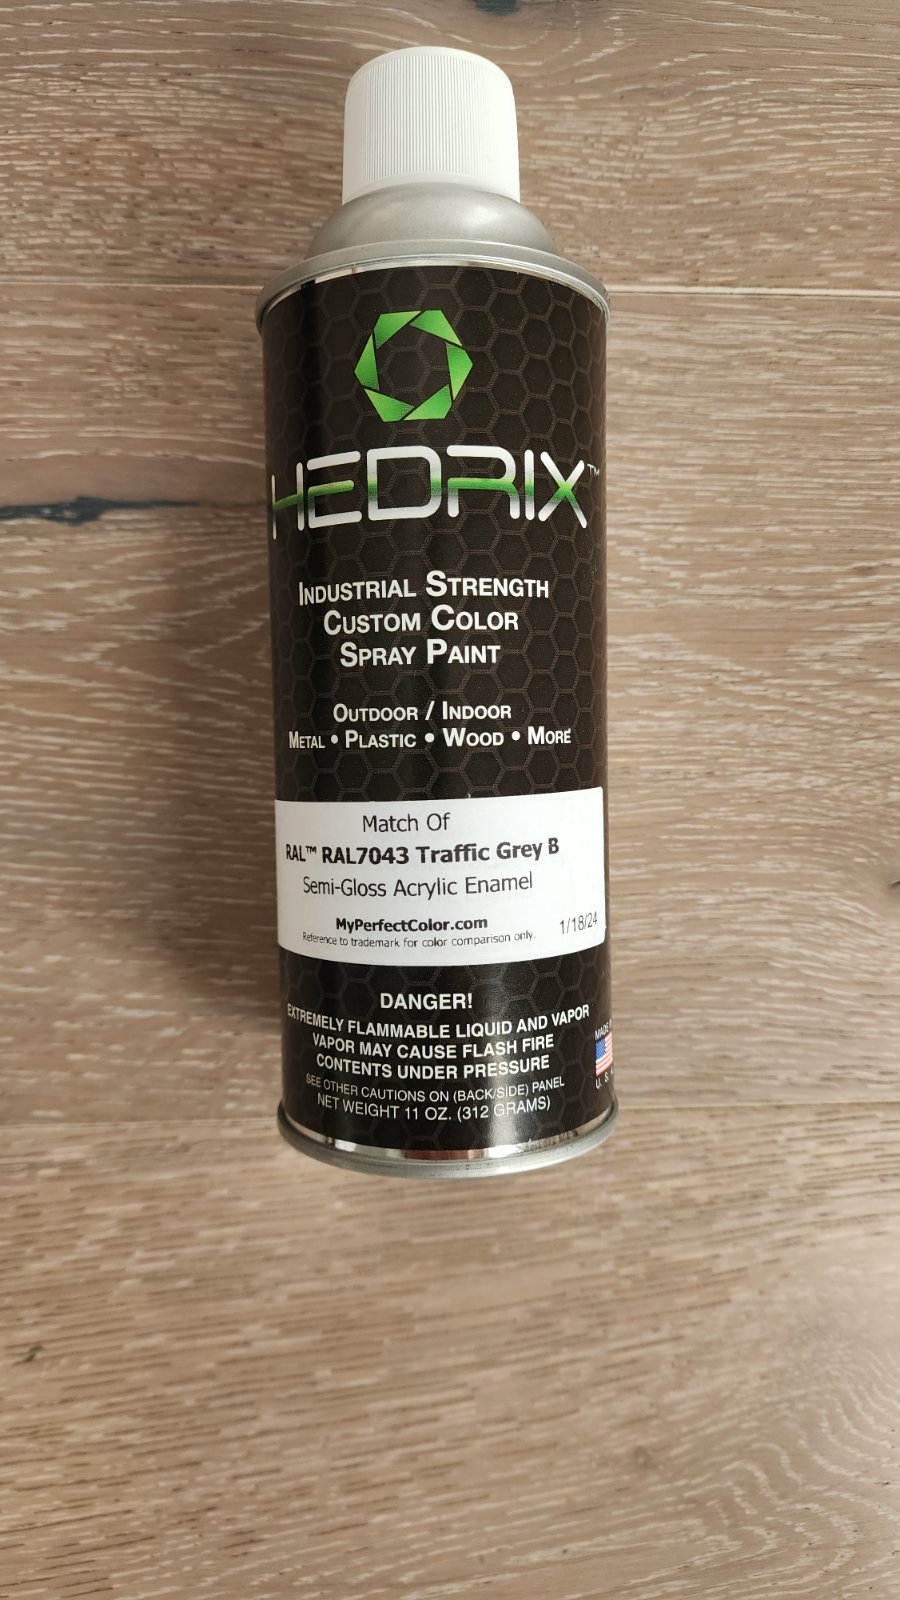 HEDRIX™
INDUSTRIAL STRENGTH
CUSTOM COLOR
SPRAY PAINT
OUTDOOR / INDOOR
METAL • PLASTIC • WOOD • MORE
Match Of
RAL™ RAL7043 Traffic Grey B
Semi-Gloss Acrylic Enamel
MyPerfectColor.com
Reference to trademark for color comparison only.
1/18/24
DANGER!
EXTREMELY FLAMMABLE LIQUID AND VAPOR
VAPOR MAY CAUSE FLASH FIRE
CONTENTS UNDER PRESSURE
SEE OTHER CAUTIONS ON (BACK/SIDE) PANEL
NET WEIGHT 11 OZ. (312 GRAMS)
MADE
U. S.